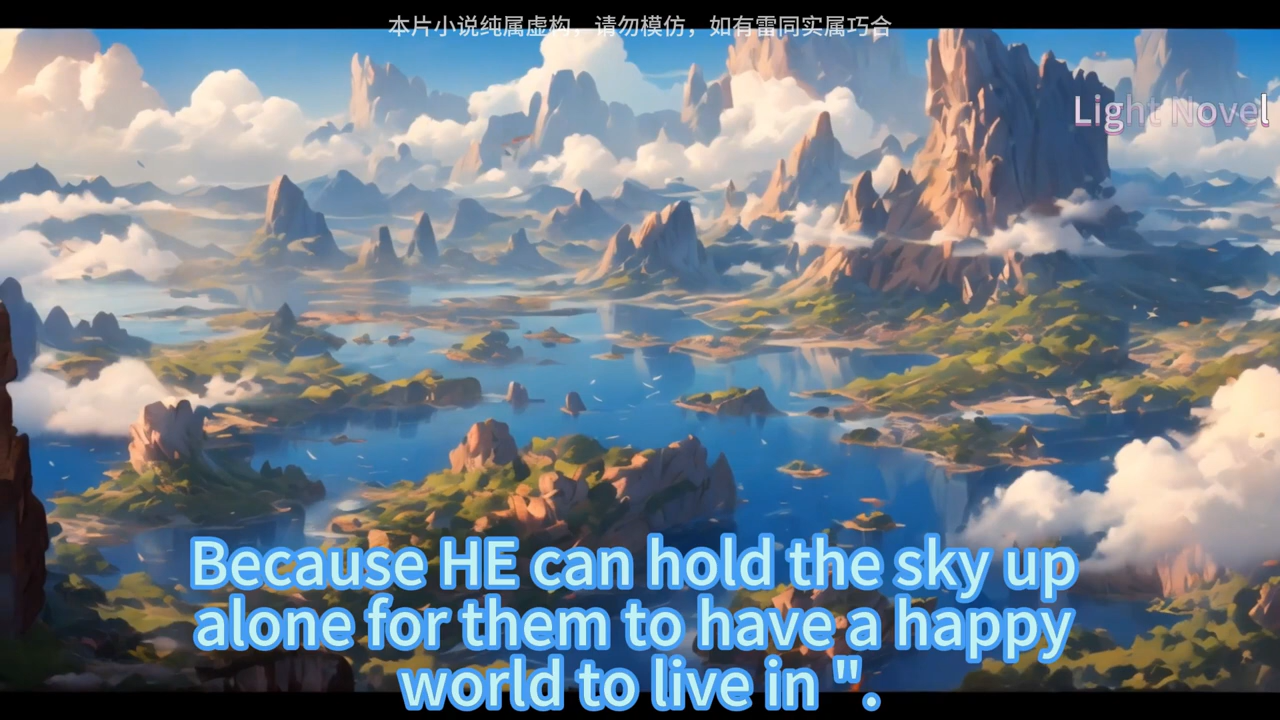 本片小说纯属虚构，请勿模仿，如有雷同实属巧合
Light Novel
Because HE can hold the sky up
alone for them to have a happy
world to live in ".